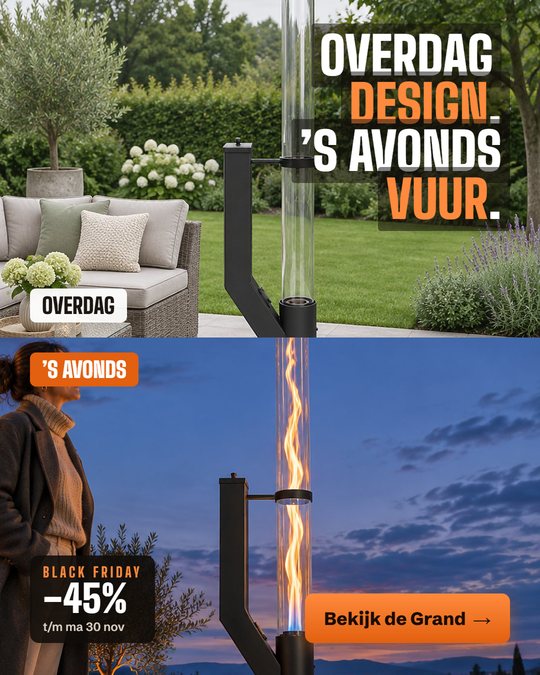 OVERDAG
DESIGN.
'S AVONDS
VUUR.
OVERDAG
'S AVONDS
BLACK FRIDAY
–45%
t/m ma 30 nov
Bekijk de Grand →